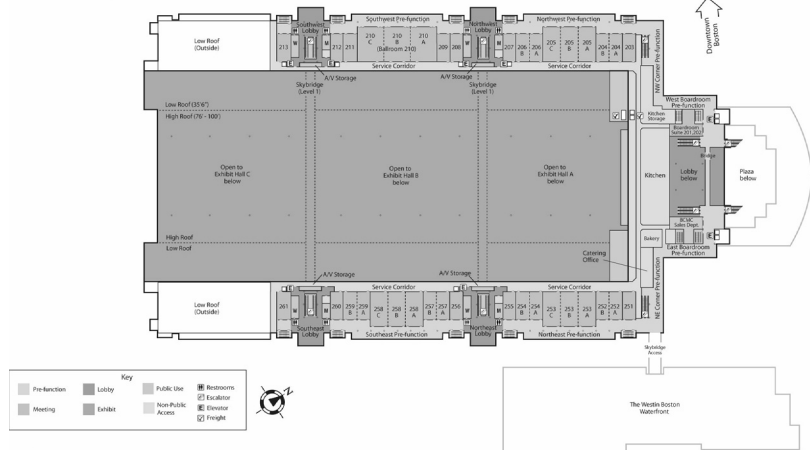 Southwest Pre-function
Northwest Pre-function
Southwest
Lobby
Northwest
Lobby
Downtown
Boston
Low Roof
(Outside)
213
W
M
212
211
210
C
210
B
210
A
(Ballroom 210)
209
208
W
M
207
206
B
206
A
205
C
205
B
205
A
204
B
204
A
203
NW Corner Pre-function
Service Corridor
Service Corridor
A/V Storage
A/V Storage
Skybridge
(Level 1)
Skybridge
(Level 1)
West Boardroom
Pre-function
Low Roof (35'6")
High Roof (76' - 100')
Kitchen
Storage
Boardroom
Suite 201,202
Bridge
Open to
Exhibit Hall C
below
Open to
Exhibit Hall B
below
Open to
Exhibit Hall A
below
Kitchen
Lobby
below
Plaza
below
BCMC
Sales Dept.
High Roof
Low Roof
Bakery
East Boardroom
Pre-function
Catering
Office
A/V Storage
A/V Storage
Service Corridor
Service Corridor
NE Corner Pre-function
Low Roof
(Outside)
261
W
M
260
259
B
259
A
258
C
258
B
258
A
257
B
257
A
256
W
M
255
254
B
254
A
253
C
253
B
253
A
252
B
252
A
251
Southeast
Lobby
Southeast Pre-function
Northeast
Lobby
Northeast Pre-function
Skybridge
Access
Key
Pre-function
Lobby
Public Use
Restrooms
Escalator
Meeting
Exhibit
Non-Public
Access
E Elevator
Freight
N
The Westin Boston
Waterfront